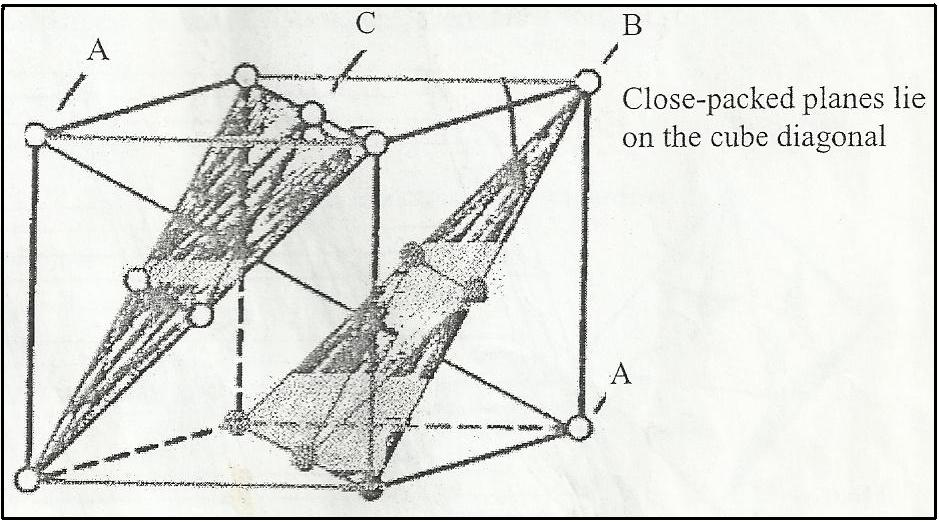 A
C
B
Close-packed planes lie
on the cube diagonal
A